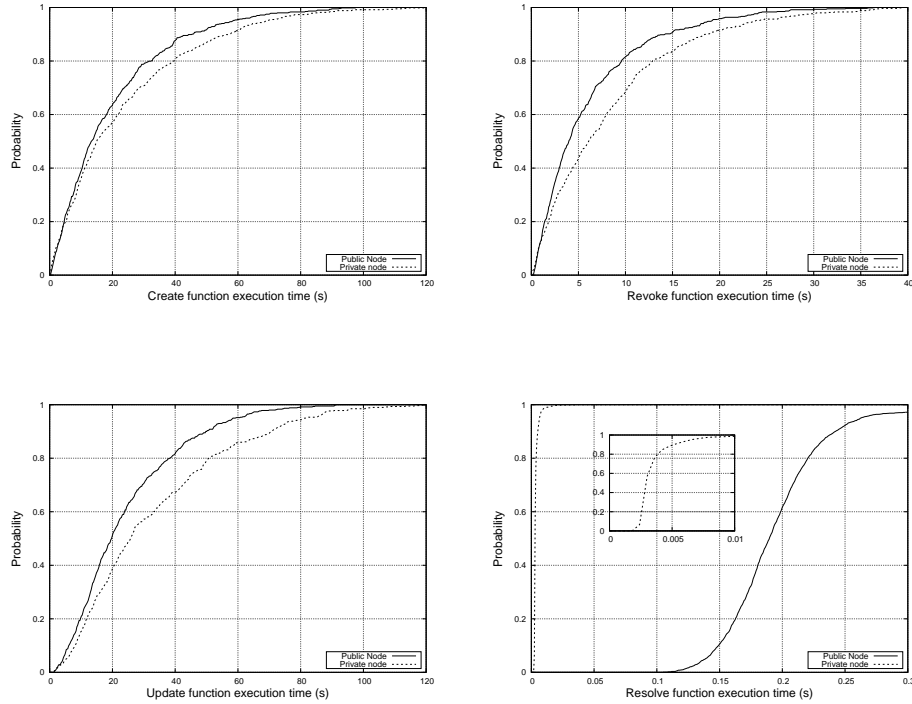 1
0.8
0.6
0.4
0.2
0
Probability
0 20 40 60 80 100 120
Create function execution time (s)
Public Node
Private node
1
0.8
0.6
0.4
0.2
0
Probability
0 5 10 15 20 25 30 35 40
Revoke function execution time (s)
Public Node
Private node
1
0.8
0.6
0.4
0.2
0
Probability
0 20 40 60 80 100 120
Update function execution time (s)
Public Node
Private node
1
0.8
0.6
0.4
0.2
0
Probability
1
0.8
0.6
0.4
0.2
0
0 0.005 0.01
0 0.05 0.1 0.15 0.2 0.25 0.3
Resolve function execution time (s)
Public Node
Private node